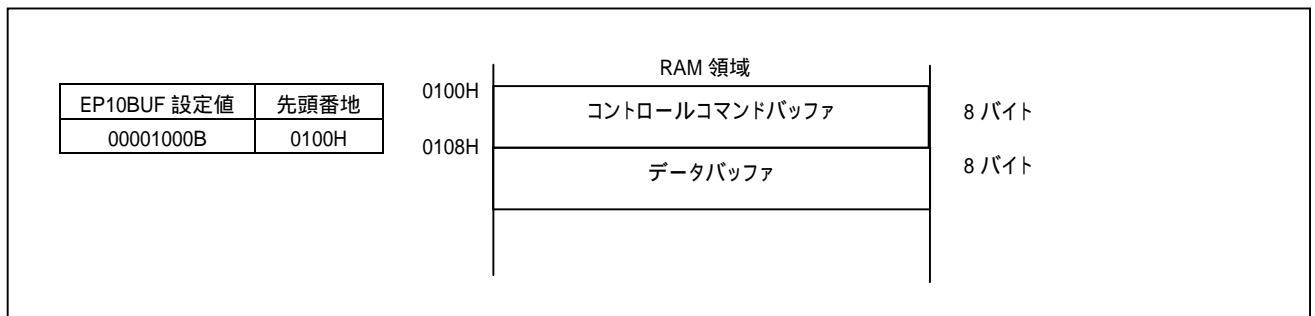 EP10BUF 設定値 先頭番地
00001000B 0100H
RAM 領域
0100H
コントロールコマンドバッファ 8 バイト
0108H
データバッファ 8 バイト